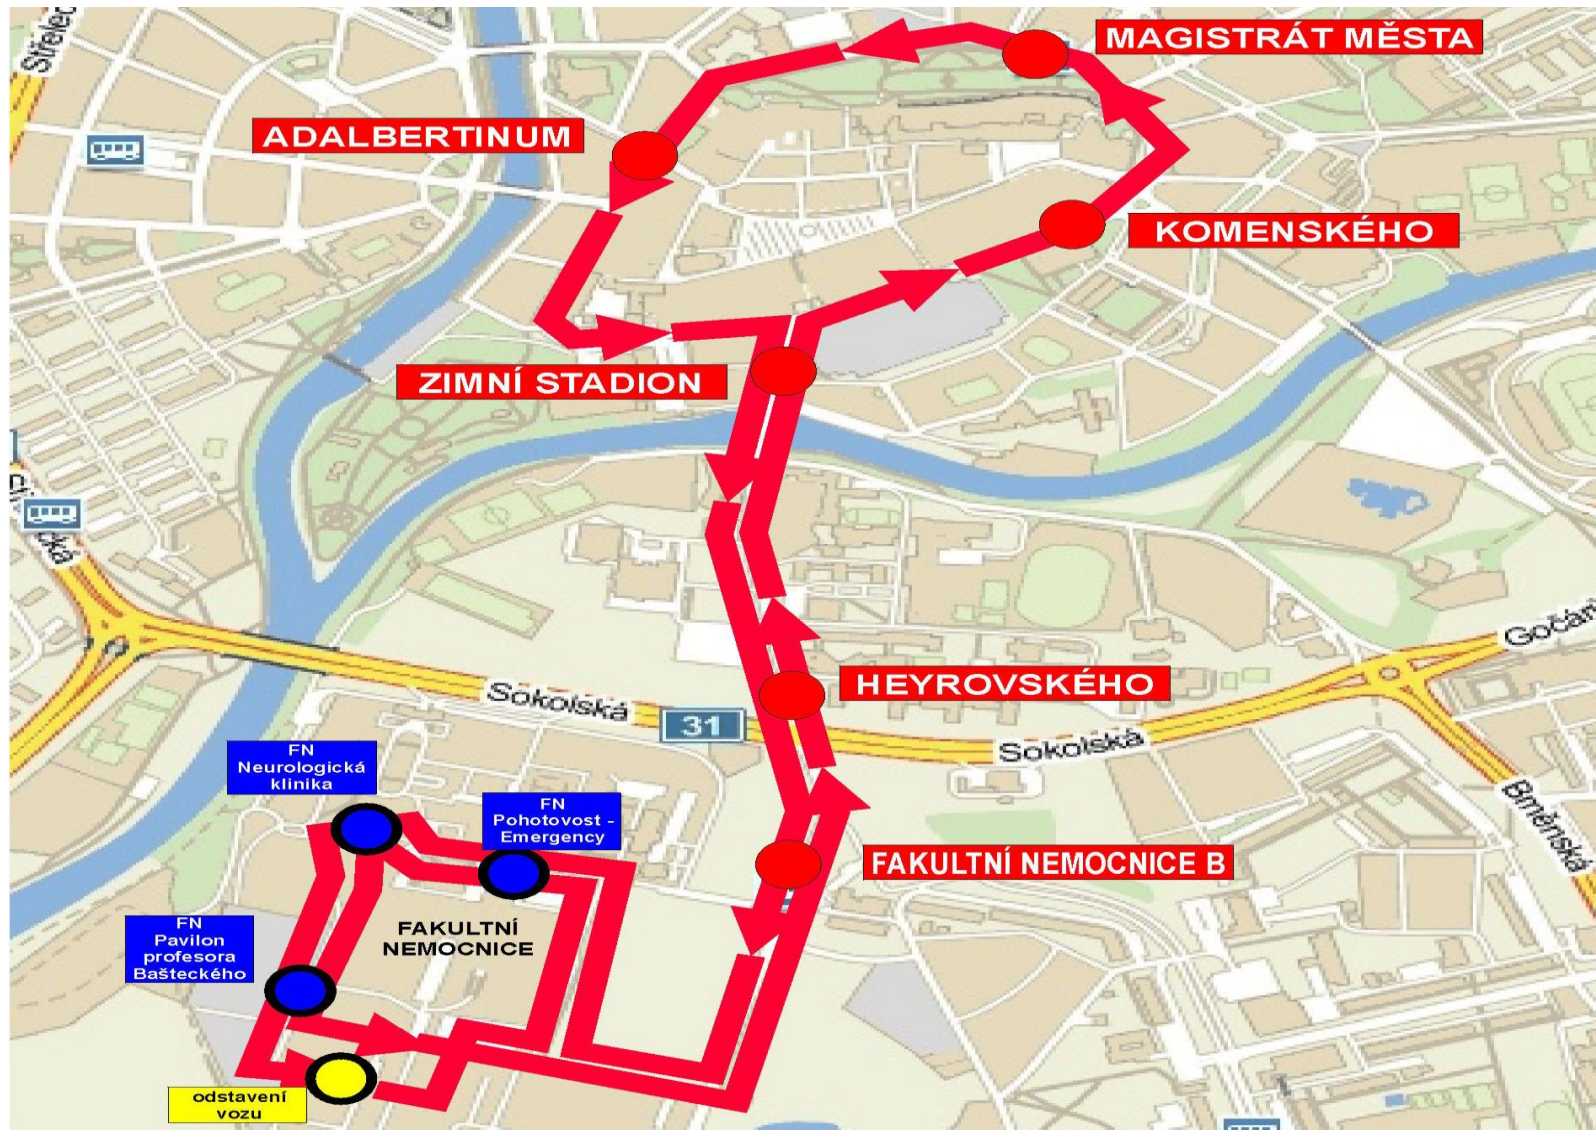 Střelec
MAGISTRÁT MĚSTA
ADALBERTINUM
KOMENSKÉHO
ZIMNÍ STADION
HEYROVSKÉHO
Gočár
Sokolská
31
Sokolská
Brněnská
FN
Neurologická
klinika
FN
Pohotovost -
Emergency
FAKULTNÍ NEMOCNICE B
FAKULTNÍ
NEMOCNICE
FN
Pavilon
profesora
Bašteckého
odstavení
vozu